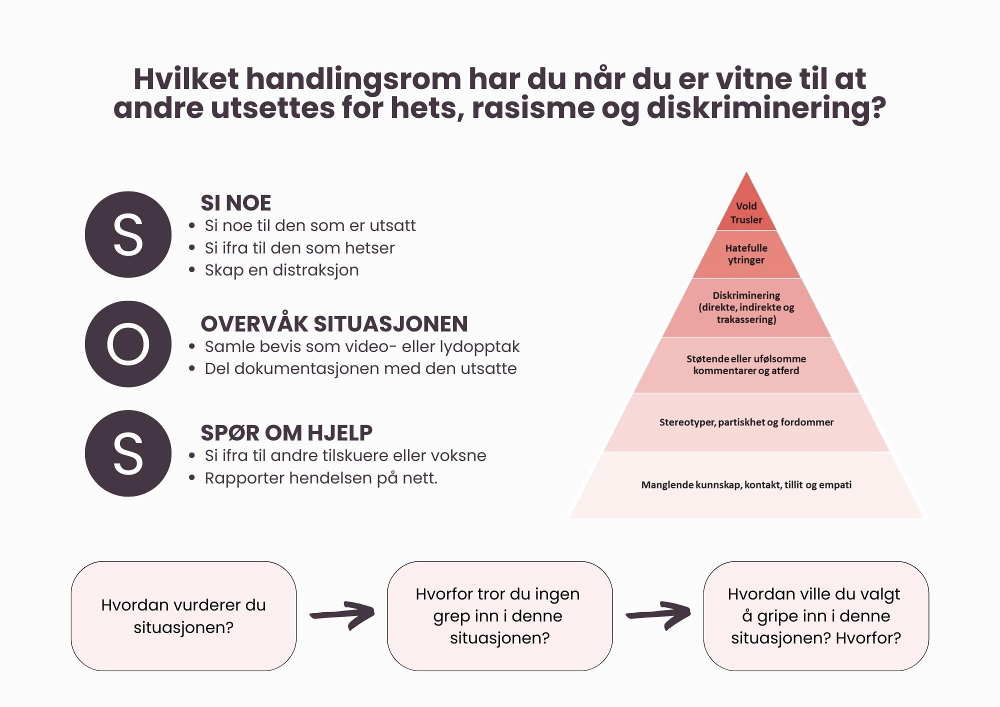 Hvilket handlingsrom har du når du er vitne til at
andre utsettes for hets, rasisme og diskriminering?
S
SI NOE
• Si noe til den som er utsatt
• Si ifra til den som hetser
• Skap en distraksjon
O
OVERVÅK SITUASJONEN
• Samle bevis som video- eller lydopptak
• Del dokumentasjonen med den utsatte
S
SPØR OM HJELP
• Si ifra til andre tilskuere eller voksne
• Rapporter hendelsen på nett.
Vold
Trusler
Hatefulle
ytringer
Diskriminering
(direkte, indirekte og
trakassering)
Støtende eller ufølsomme
kommentarer og atferd
Stereotyper, partiskhet og fordommer
Manglende kunnskap, kontakt, tillit og empati
Hvordan vurderer du
situasjonen?
Hvorfor tror du ingen
grep inn i denne
situasjonen?
Hvordan ville du valgt
å gripe inn i denne
situasjonen? Hvorfor?